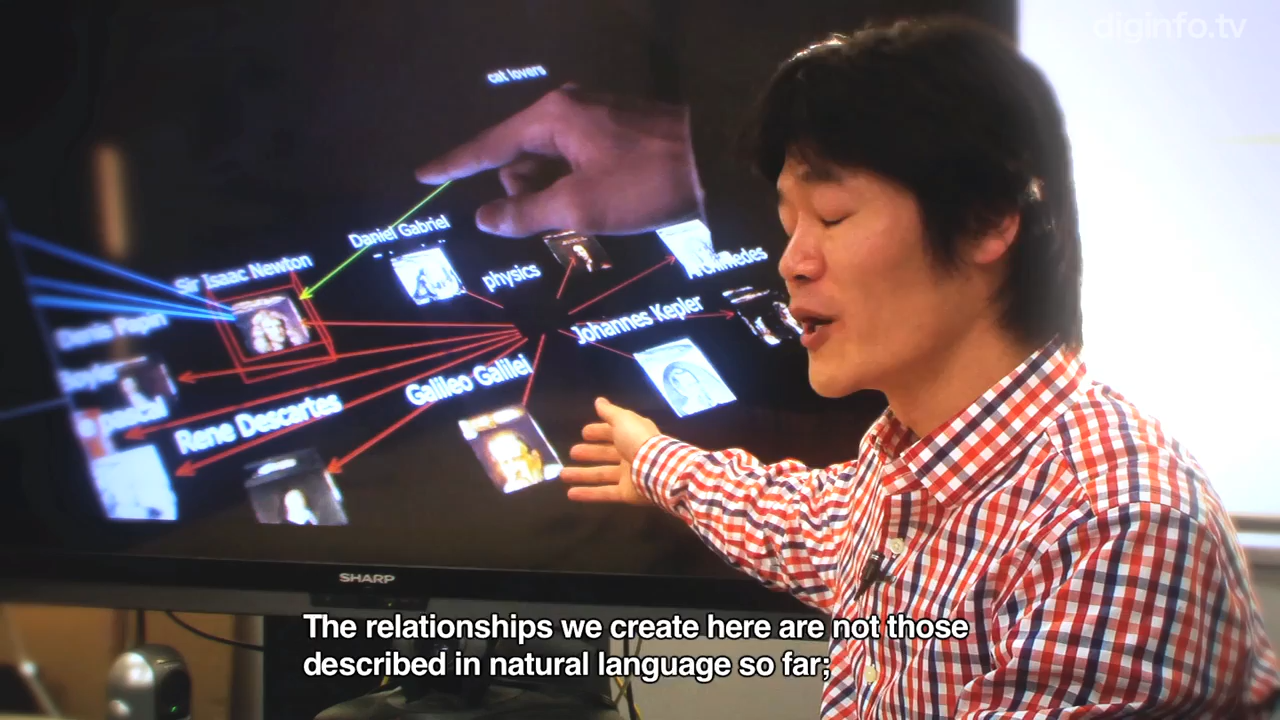 diginfo.tv
cat lovers
Daniel Gabriel
Sir Isaac Newton
physics
Archimedes
Denis Papin
Johannes Kepler
Boyle
Galileo Galilei
pascal
Rene Descartes
SHARP
The relationships we create here are not those
described in natural language so far;